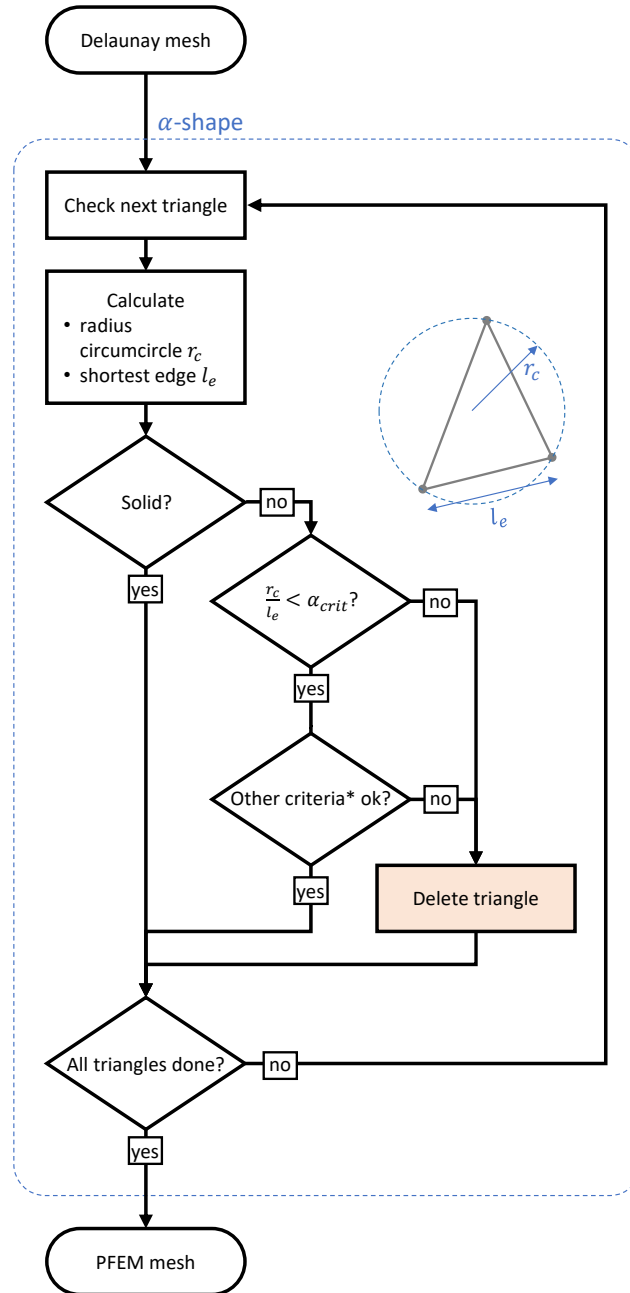 Delaunay mesh
α-shape
Check next triangle
Calculate
• radius
circumcircle r_c
• shortest edge l_e
r_c
l_e
Solid?
no
yes
r_c/l_e < α_crit?
no
yes
Other criteria* ok?
no
yes
Delete triangle
All triangles done?
no
yes
PFEM mesh